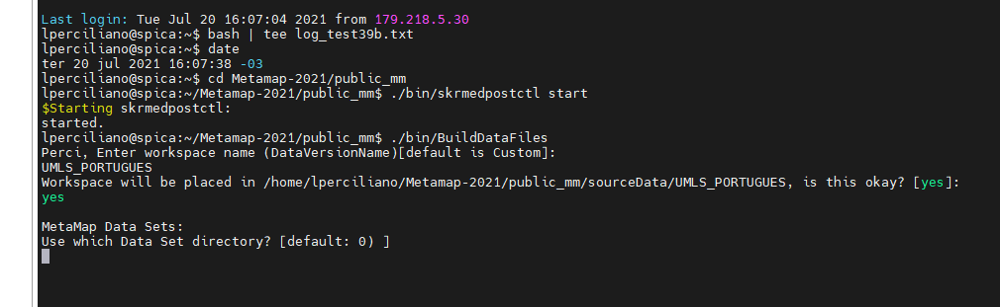 Last login: Tue Jul 20 16:07:04 2021 from 179.218.5.30
lperciliano@spica:~$ bash | tee log_test39b.txt
lperciliano@spica:~$ date
ter 20 jul 2021 16:07:38 -03
lperciliano@spica:~$ cd Metamap-2021/public_mm
lperciliano@spica:~/Metamap-2021/public_mm$ ./bin/skrmedpostctl start
$Starting skrmedpostctl:
started.
lperciliano@spica:~/Metamap-2021/public_mm$ ./bin/BuildDataFiles
Perci, Enter workspace name (DataVersionName)[default is Custom]:
UMLS_PORTUGUES
Workspace will be placed in /home/lperciliano/Metamap-2021/public_mm/sourceData/UMLS_PORTUGUES, is this okay? [yes]:
yes
MetaMap Data Sets:
Use which Data Set directory? [default: 0) ]